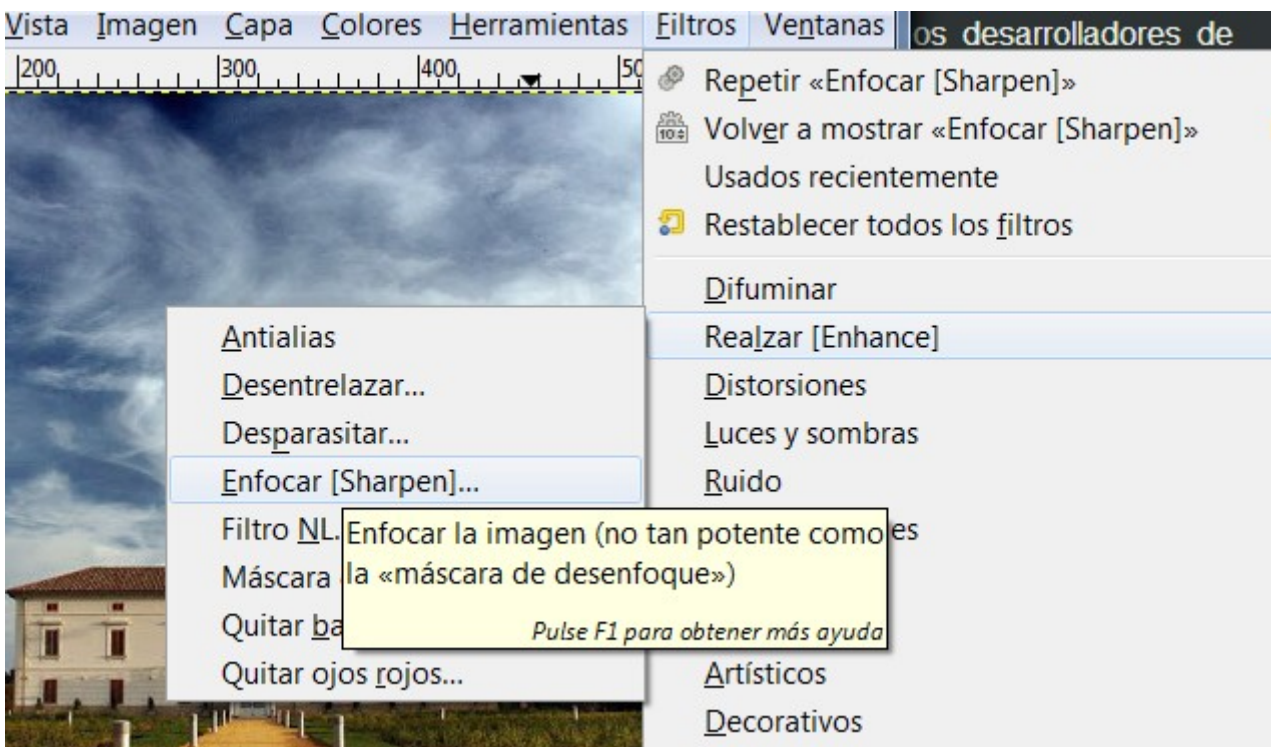 Vista Imagen Capa Colores Herramientas Filtros Ventanas os desarrolladores de
200 300 400 50
Repetir «Enfocar [Sharpen]»
Volver a mostrar «Enfocar [Sharpen]»
Usados recientemente
Restablecer todos los filtros
Difuminar
Realzar [Enhance]
Distorsiones
Luces y sombras
Ruido
es
Artísticos
Decorativos
Antialias
Desentrelazar...
Desparasitar...
Enfocar [Sharpen]...
Filtro NL.
Máscara
Quitar ba
Quitar ojos rojos...
Enfocar la imagen (no tan potente como
la «máscara de desenfoque»)
Pulse F1 para obtener más ayuda